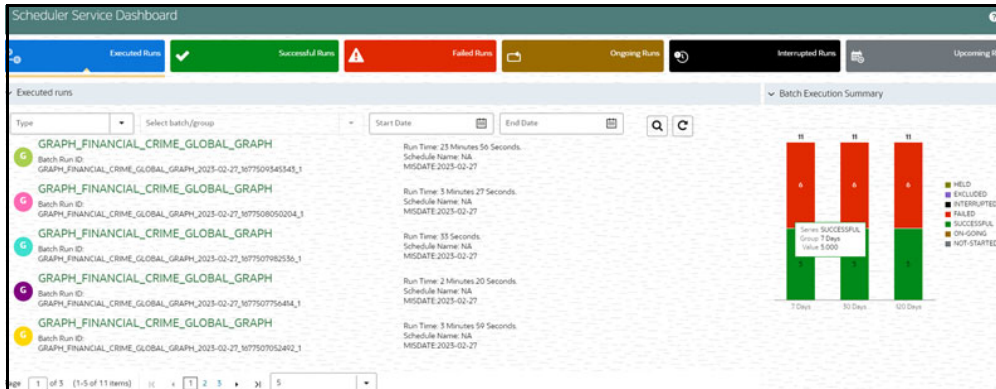 Scheduler Service Dashboard
Executed Runs
Successful Runs
Failed Runs
Ongoing Runs
Interrupted Runs
Upcoming R
Executed runs
Batch Execution Summary
Type
Select batch/group
Start Date
End Date
GRAPH_FINANCIAL_CRIME_GLOBAL_GRAPH
G
Batch Run ID:
GRAPH_FINANCIAL_CRIME_GLOBAL_GRAPH_2023-02-27_1677509345343_1
Run Time: 23 Minutes 56 Seconds.
Schedule Name: NA
MISDATE:2023-02-27
GRAPH_FINANCIAL_CRIME_GLOBAL_GRAPH
G
Batch Run ID:
GRAPH_FINANCIAL_CRIME_GLOBAL_GRAPH_2023-02-27_1677508050204_1
Run Time: 3 Minutes 27 Seconds.
Schedule Name: NA
MISDATE:2023-02-27
GRAPH_FINANCIAL_CRIME_GLOBAL_GRAPH
G
Batch Run ID:
GRAPH_FINANCIAL_CRIME_GLOBAL_GRAPH_2023-02-27_1677507982536_1
Run Time: 33 Seconds.
Schedule Name: NA
MISDATE:2023-02-27
GRAPH_FINANCIAL_CRIME_GLOBAL_GRAPH
G
Batch Run ID:
GRAPH_FINANCIAL_CRIME_GLOBAL_GRAPH_2023-02-27_1677507756414_1
Run Time: 2 Minutes 20 Seconds.
Schedule Name: NA
MISDATE:2023-02-27
GRAPH_FINANCIAL_CRIME_GLOBAL_GRAPH
G
Batch Run ID:
GRAPH_FINANCIAL_CRIME_GLOBAL_GRAPH_2023-02-27_1677507052492_1
Run Time: 3 Minutes 59 Seconds.
Schedule Name: NA
MISDATE:2023-02-27
age 1 of 3 (1-5 of 11 items) 1 2 3 5
11 11 11
6 6 6
Series SUCCESSFUL
Group 7 Days
Value 5.000
5 5 5
7 Days 30 Days 120 Days
HELD
EXCLUDED
INTERRUPTED
FAILED
SUCCESSFUL
ON-GOING
NOT-STARTED